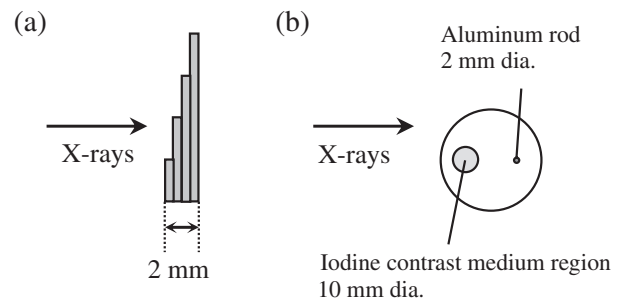 (a)
X-rays
2 mm
(b)
X-rays
Aluminum rod
2 mm dia.
Iodine contrast medium region
10 mm dia.